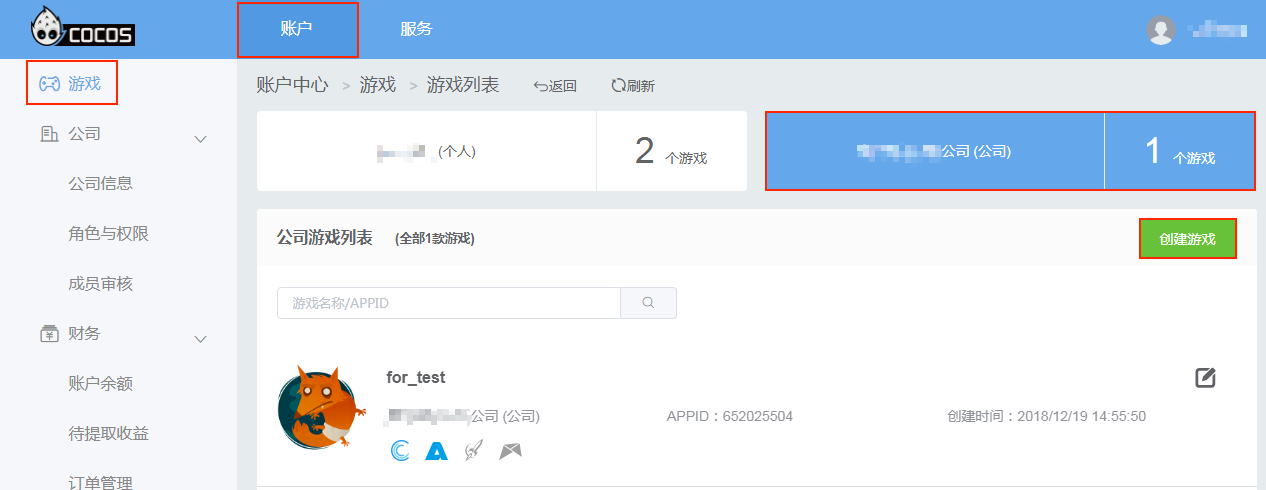 COCOS
账户
服务
游戏
公司
公司信息
角色与权限
成员审核
财务
账户余额
待提取收益
订单管理
账户中心 > 游戏 > 游戏列表 返回 刷新
(个人)
2 个游戏
公司 (公司)
1 个游戏
公司游戏列表 (全部1款游戏)
创建游戏
游戏名称/APPID
for_test
公司 (公司) APPID：652025504 创建时间：2018/12/19 14:55:50